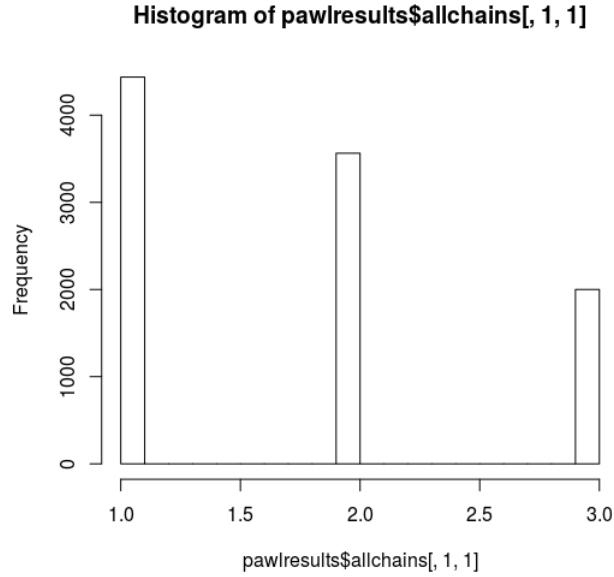 Histogram of pawlresults$allchains[, 1, 1]
Frequency
4000
3000
2000
1000
0
1.0 1.5 2.0 2.5 3.0
pawlresults$allchains[, 1, 1]